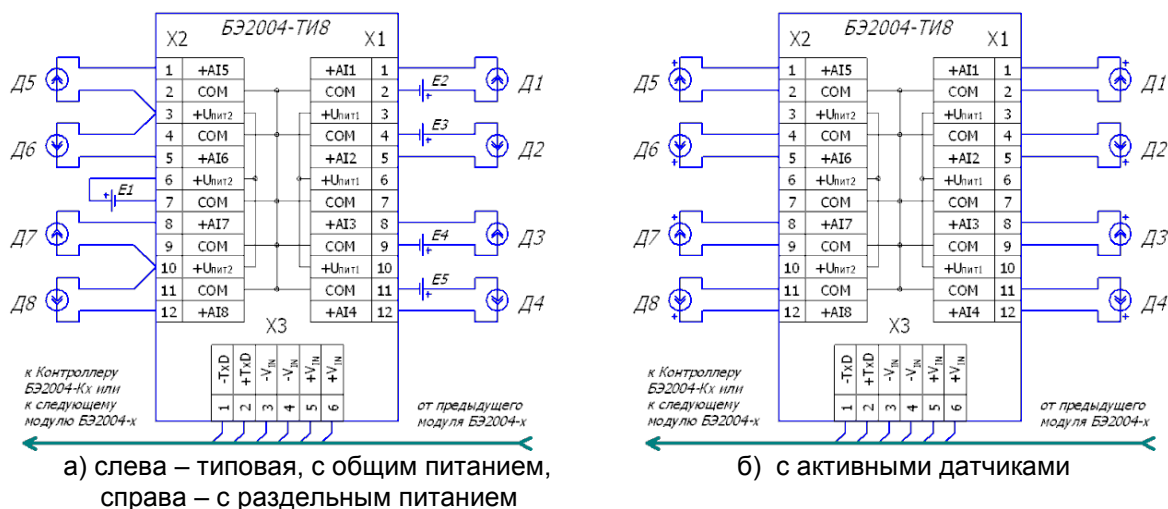 БЭ2004-ТИ8
X2 X1
Д5 1 +AI5 +AI1 1 Д1
2 COM COM 2 E2
3 +Uпит2 +Uпит1 3
Д6 4 COM COM 4 E3 Д2
5 +AI6 +AI2 5
6 +Uпит2 +Uпит1 6
E1 7 COM COM 7
Д7 8 +AI7 +AI3 8 Д3
9 COM COM 9 E4
10 +Uпит2 +Uпит1 10
Д8 11 COM COM 11 E5 Д4
12 +AI8 +AI4 12
X3
-TxD +TxD -VIN -VIN +VIN +VIN
1 2 3 4 5 6
к Контроллеру
БЭ2004-Кх или
к следующему
модулю БЭ2004-х
от предыдущего
модуля БЭ2004-х
а) слева – типовая, с общим питанием,
справа – с раздельным питанием
БЭ2004-ТИ8
X2 X1
Д5 1 +AI5 +AI1 1 Д1
2 COM COM 2
3 +Uпит2 +Uпит1 3
Д6 4 COM COM 4 Д2
5 +AI6 +AI2 5
6 +Uпит2 +Uпит1 6
7 COM COM 7
Д7 8 +AI7 +AI3 8 Д3
9 COM COM 9
10 +Uпит2 +Uпит1 10
Д8 11 COM COM 11 Д4
12 +AI8 +AI4 12
X3
-TxD +TxD -VIN -VIN +VIN +VIN
1 2 3 4 5 6
к Контроллеру
БЭ2004-Кх или
к следующему
модулю БЭ2004-х
от предыдущего
модуля БЭ2004-х
б) с активными датчиками